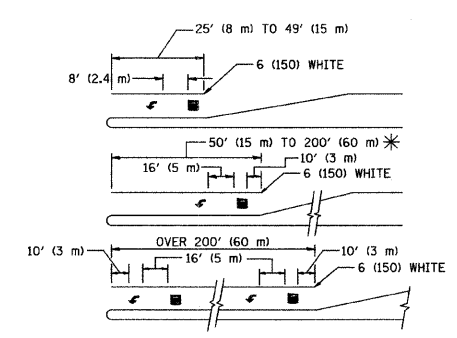 25' (8 m) TO 49' (15 m)
6 (150) WHITE
8' (2.4 m)
50' (15 m) TO 200' (60 m) ✳
16' (5 m)
10' (3 m)
6 (150) WHITE
OVER 200' (60 m)
10' (3 m)
16' (5 m)
10' (3 m)
6 (150) WHITE